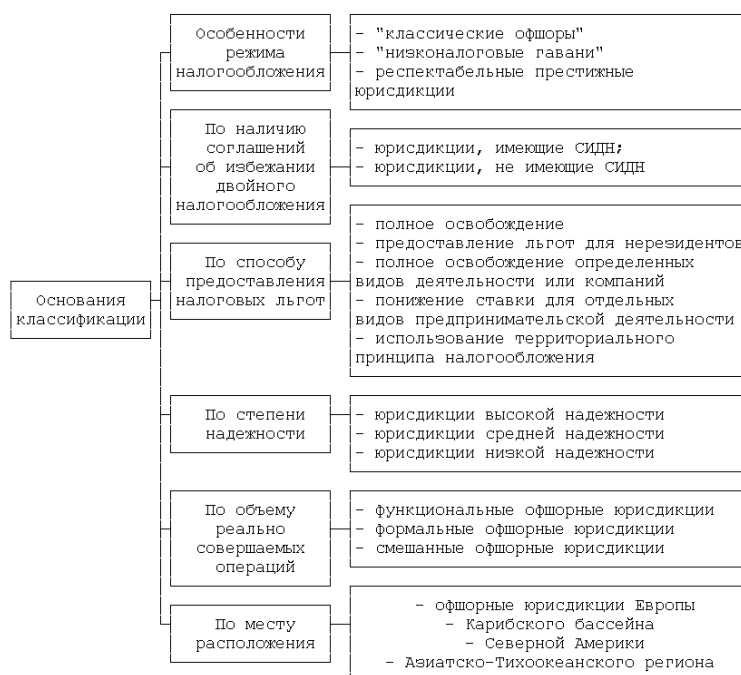 Основания
классификации
Особенности
режима
налогообложения
- "классические офшоры"
- "низконалоговые гавани"
- респектабельные престижные
юрисдикции
По наличию
соглашений
об избежании
двойного
налогообложения
- юрисдикции, имеющие СИДН;
- юрисдикции, не имеющие СИДН
По способу
предоставления
налоговых льгот
- полное освобождение
- предоставление льгот для нерезидентов
- полное освобождение определенных
видов деятельности или компаний
- понижение ставки для отдельных
видов предпринимательской деятельности
- использование территориального
принципа налогообложения
По степени
надежности
- юрисдикции высокой надежности
- юрисдикции средней надежности
- юрисдикции низкой надежности
По объему
реально
совершаемых
операций
- функциональные офшорные юрисдикции
- формальные офшорные юрисдикции
- смешанные офшорные юрисдикции
По месту
расположения
- офшорные юрисдикции Европы
- Карибского бассейна
- Северной Америки
- Азиатско-Тихоокеанского региона